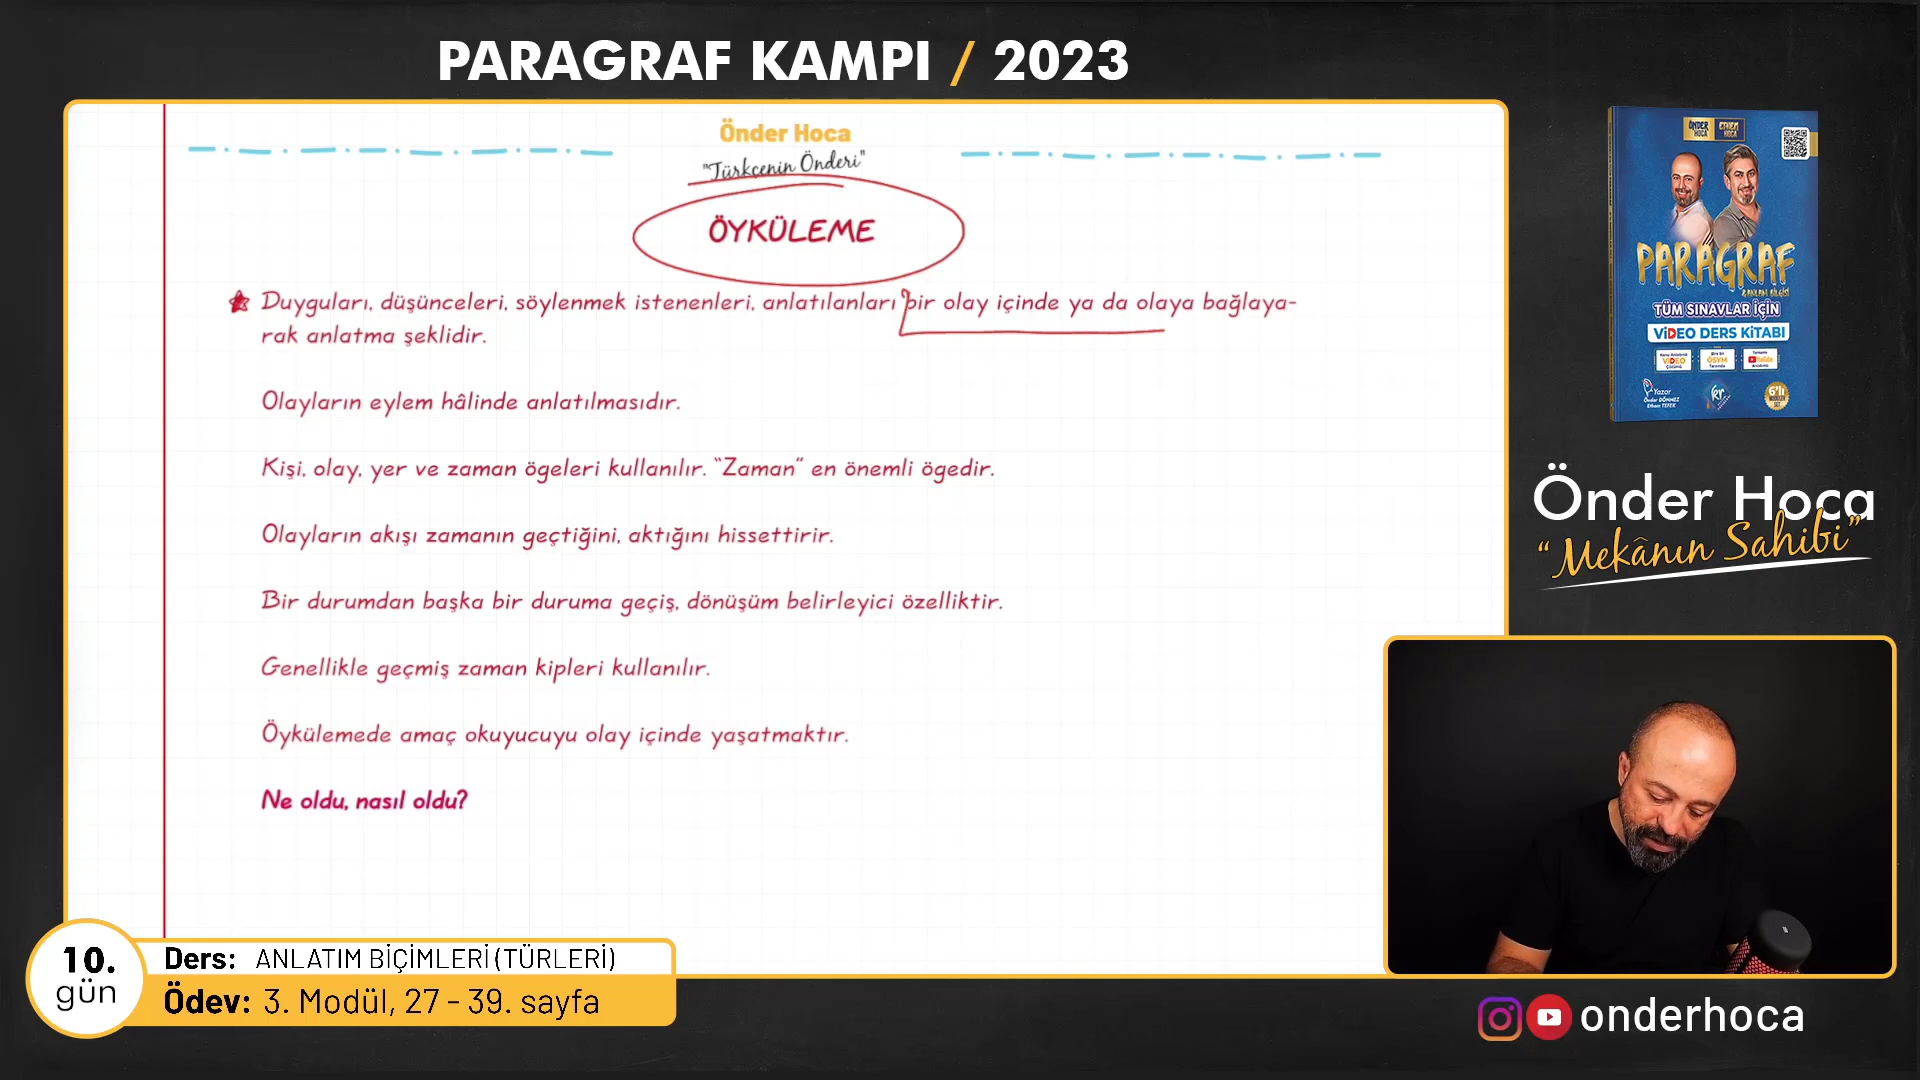 PARAGRAF KAMPI / 2023
Önder Hoca
"Türkçenin Önderi"
ÖYKÜLEME
Duyguları, düşünceleri, söylenmek istenenleri, anlatılanları bir olay içinde ya da olaya bağlaya-
rak anlatma şeklidir.
Olayların eylem hâlinde anlatılmasıdır.
Kişi, olay, yer ve zaman ögeleri kullanılır. “Zaman” en önemli ögedir.
Olayların akışı zamanın geçtiğini, aktığını hissettirir.
Bir durumdan başka bir duruma geçiş, dönüşüm belirleyici özelliktir.
Genellikle geçmiş zaman kipleri kullanılır.
Öykülemede amaç okuyucuyu olay içinde yaşatmaktır.
Ne oldu, nasıl oldu?
10.
gün
Ders: ANLATIM BİÇİMLERİ (TÜRLERİ)
Ödev: 3. Modül, 27 - 39. sayfa
ÖNDER HOCA
ETHEM HOCA
PARAGRAF
TÜM SINAVLAR İÇİN
VİDEO DERS KİTABI
Önder Hoca
“Mekânın Sahibi”
onderhoca